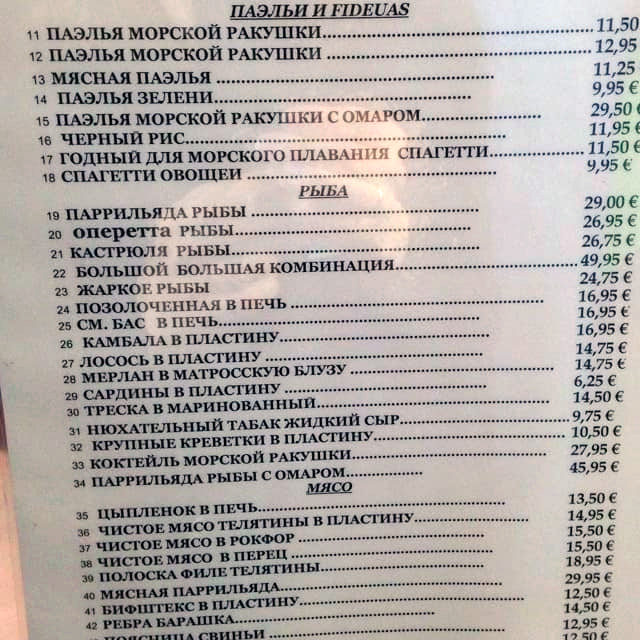 ПАЭЛЬИ И FIDEUAS
11 ПАЭЛЬЯ МОРСКОЙ РАКУШКИ 11,50
12 ПАЭЛЬЯ МОРСКОЙ РАКУШКИ 12,95
13 МЯСНАЯ ПАЭЛЬЯ 11,25
14 ПАЭЛЬЯ ЗЕЛЕНИ 9,95 €
15 ПАЭЛЬЯ МОРСКОЙ РАКУШКИ С ОМАРОМ 29,50
16 ЧЕРНЫЙ РИС 11,95 €
17 ГОДНЫЙ ДЛЯ МОРСКОГО ПЛАВАНИЯ СПАГЕТТИ 11,50 €
18 СПАГЕТТИ ОВОЩЕИ 9,95 €
РЫБА
19 ПАРРИЛЬЯДА РЫБЫ 29,00 €
20 оперетта РЫБЫ 26,95 €
21 КАСТРЮЛЯ РЫБЫ 26,75 €
22 БОЛЬШОЙ БОЛЬШАЯ КОМБИНАЦИЯ 49,95 €
23 ЖАРКОЕ РЫБЫ 24,75 €
24 ПОЗОЛОЧЕННАЯ В ПЕЧЬ 16,95 €
25 СМ. БАС В ПЕЧЬ 16,95 €
26 КАМБАЛА В ПЛАСТИНУ 16,95 €
27 ЛОСОСЬ В ПЛАСТИНУ 14,75 €
28 МЕРЛАН В МАТРОССКУЮ БЛУЗУ 14,75 €
29 САРДИНЫ В ПЛАСТИНУ 6,25 €
30 ТРЕСКА В МАРИНОВАННЫЙ 14,50 €
31 НЮХАТЕЛЬНЫЙ ТАБАК ЖИДКИЙ СЫР 9,75 €
32 КРУПНЫЕ КРЕВЕТКИ В ПЛАСТИНУ 10,50 €
33 КОКТЕЙЛЬ МОРСКОЙ РАКУШКИ 27,95 €
34 ПАРРИЛЬЯДА РЫБЫ С ОМАРОМ 45,95 €
МЯСО
35 ЦЫПЛЕНОК В ПЕЧЬ 13,50 €
36 ЧИСТОЕ МЯСО ТЕЛЯТИНЫ В ПЛАСТИНУ 14,95 €
37 ЧИСТОЕ МЯСО В РОКФОР 15,50 €
38 ЧИСТОЕ МЯСО В ПЕРЕЦ 15,50 €
39 ПОЛОСКА ФИЛЕ ТЕЛЯТИНЫ 18,95 €
40 МЯСНАЯ ПАРРИЛЬЯДА 29,95 €
41 БИФШТЕКС В ПЛАСТИНУ 12,50 €
42 РЕБРА БАРАШКА 14,50 €
ПОЯСНИЦА СВИНЬИ 12,95 €
12,50 €